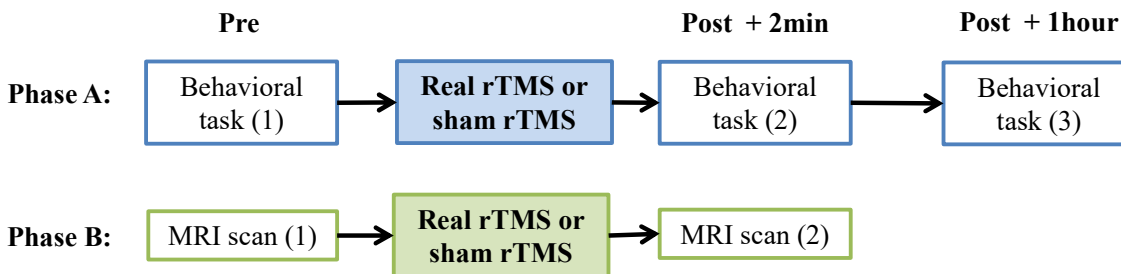 Pre
Post + 2min
Post + 1hour
Phase A:
Behavioral
task (1)
Real rTMS or
sham rTMS
Behavioral
task (2)
Behavioral
task (3)
Phase B:
MRI scan (1)
Real rTMS or
sham rTMS
MRI scan (2)